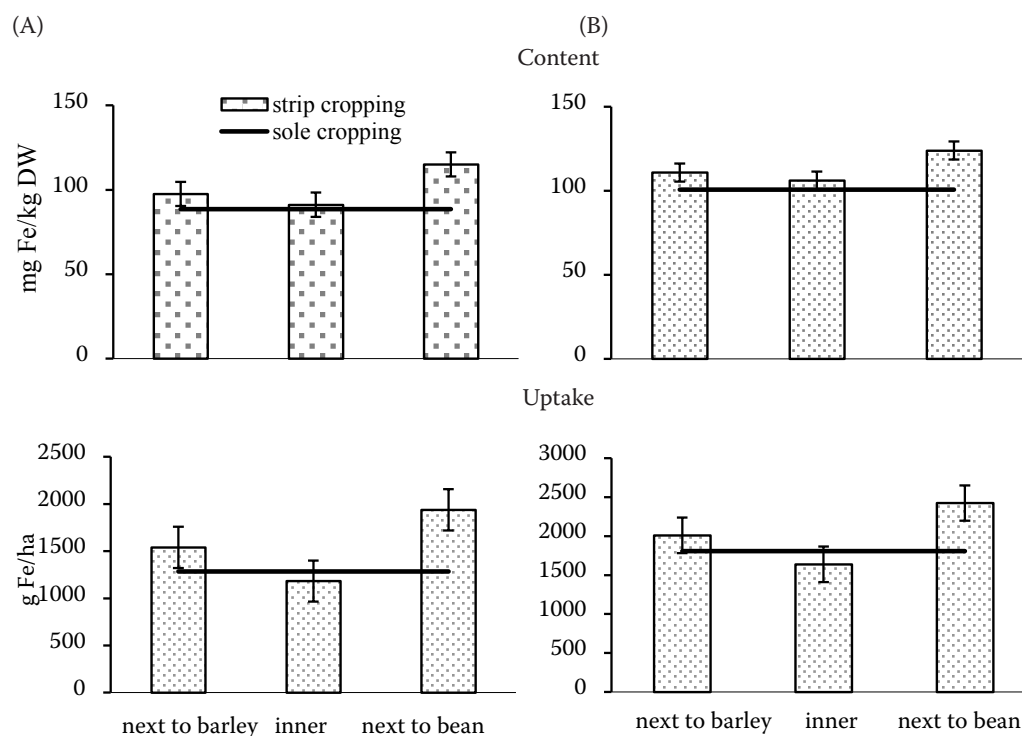 (A)
(B)
Content
mg Fe/kg DW
150
100
50
0
strip cropping
sole cropping
150
100
50
0
Uptake
g Fe/ha
2500
2000
1500
1000
500
0
next to barley inner next to bean
3000
2500
2000
1500
1000
500
0
next to barley inner next to bean